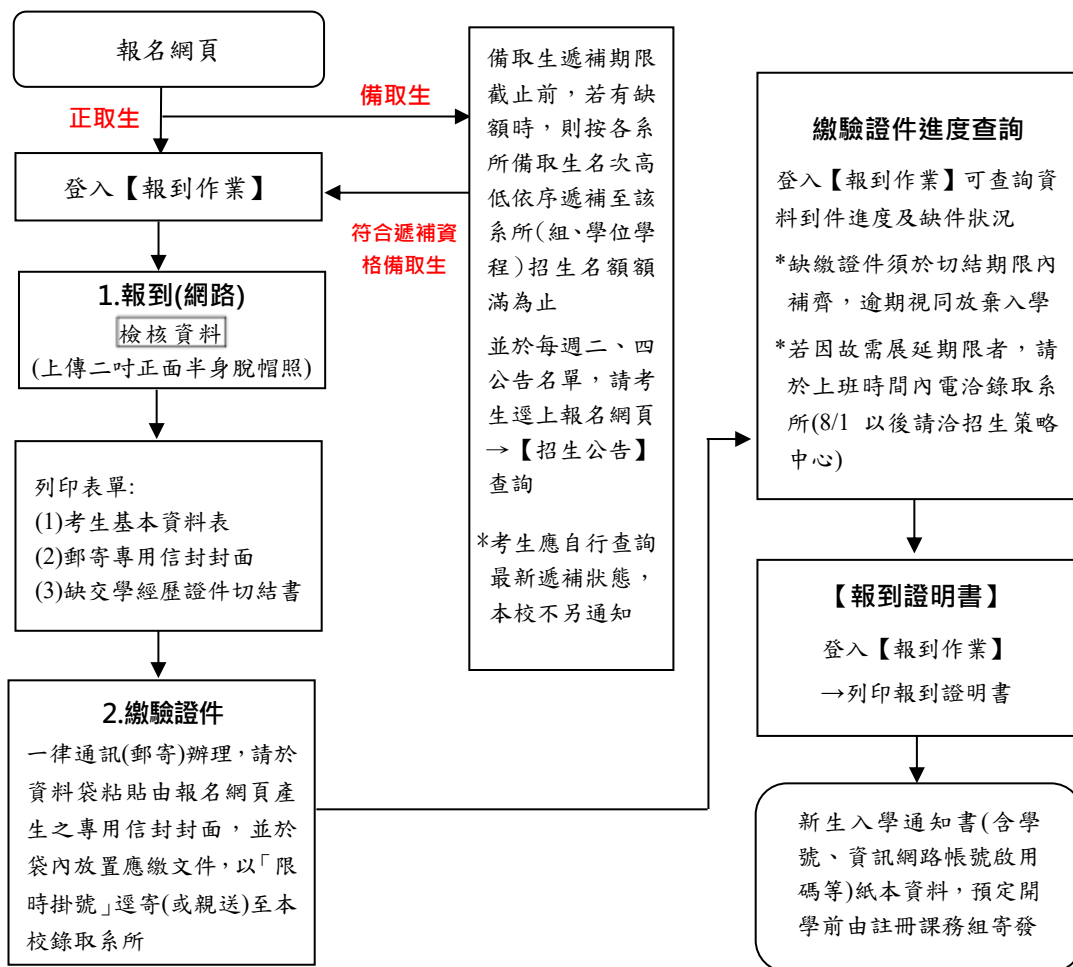 報名網頁
正取生
備取生
登入【報到作業】
符合遞補資
格備取生
1.報到(網路)
檢核資料
(上傳二吋正面半身脫帽照)
列印表單:
(1)考生基本資料表
(2)郵寄專用信封封面
(3)缺交學經歷證件切結書
2.繳驗證件
一律通訊(郵寄)辦理，請於
資料袋粘貼由報名網頁產
生之專用信封封面，並於
袋內放置應繳文件，以「限
時掛號」逕寄(或親送)至本
校錄取系所
備取生遞補期限
截止前，若有缺
額時，則按各系
所備取生名次高
低依序遞補至該
系所(組、學位學
程)招生名額額
滿為止
並於每週二、四
公告名單，請考
生逕上報名網頁
→【招生公告】
查詢
*考生應自行查詢
最新遞補狀態，
本校不另通知
繳驗證件進度查詢
登入【報到作業】可查詢資
料到件進度及缺件狀況
*缺繳證件須於切結期限內
補齊，逾期視同放棄入學
*若因故需展延期限者，請
於上班時間內電洽錄取系
所(8/1 以後請洽招生策略
中心)
【報到證明書】
登入【報到作業】
→列印報到證明書
新生入學通知書(含學
號、資訊網路帳號啟用
碼等)紙本資料，預定開
學前由註冊課務組寄發